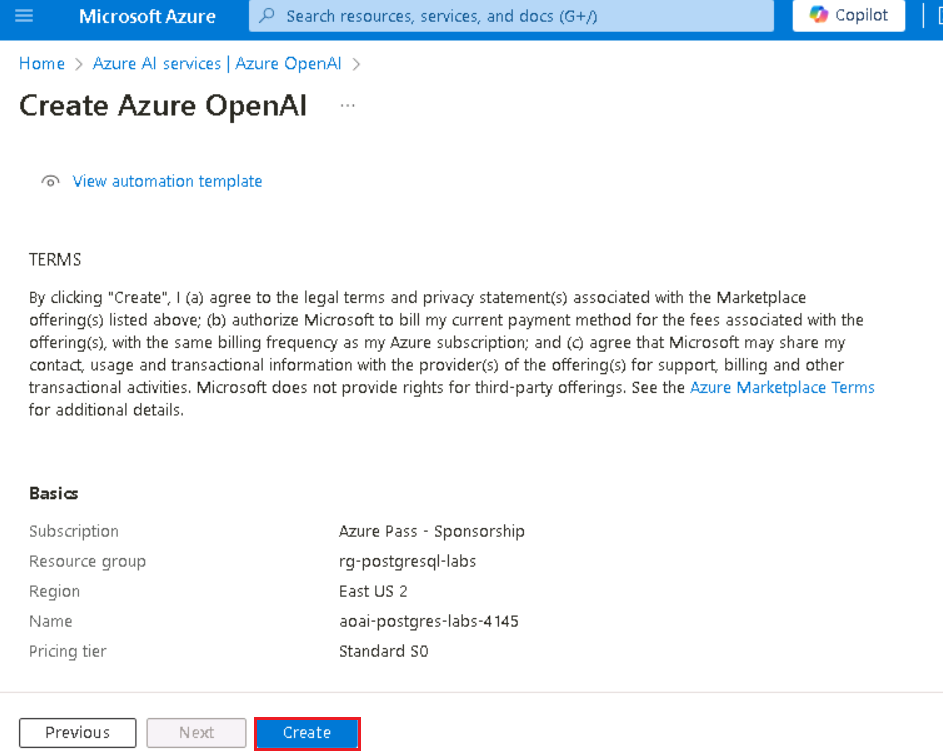 Microsoft Azure
Search resources, services, and docs (G+/)
Copilot
Home > Azure AI services | Azure OpenAI >
Create Azure OpenAI ...
View automation template
TERMS
By clicking "Create", I (a) agree to the legal terms and privacy statement(s) associated with the Marketplace
offering(s) listed above; (b) authorize Microsoft to bill my current payment method for the fees associated with the
offering(s), with the same billing frequency as my Azure subscription; and (c) agree that Microsoft may share my
contact, usage and transactional information with the provider(s) of the offering(s) for support, billing and other
transactional activities. Microsoft does not provide rights for third-party offerings. See the Azure Marketplace Terms
for additional details.
Basics
Subscription Azure Pass - Sponsorship
Resource group rg-postgresql-labs
Region East US 2
Name aoai-postgres-labs-4145
Pricing tier Standard S0
Previous Next Create